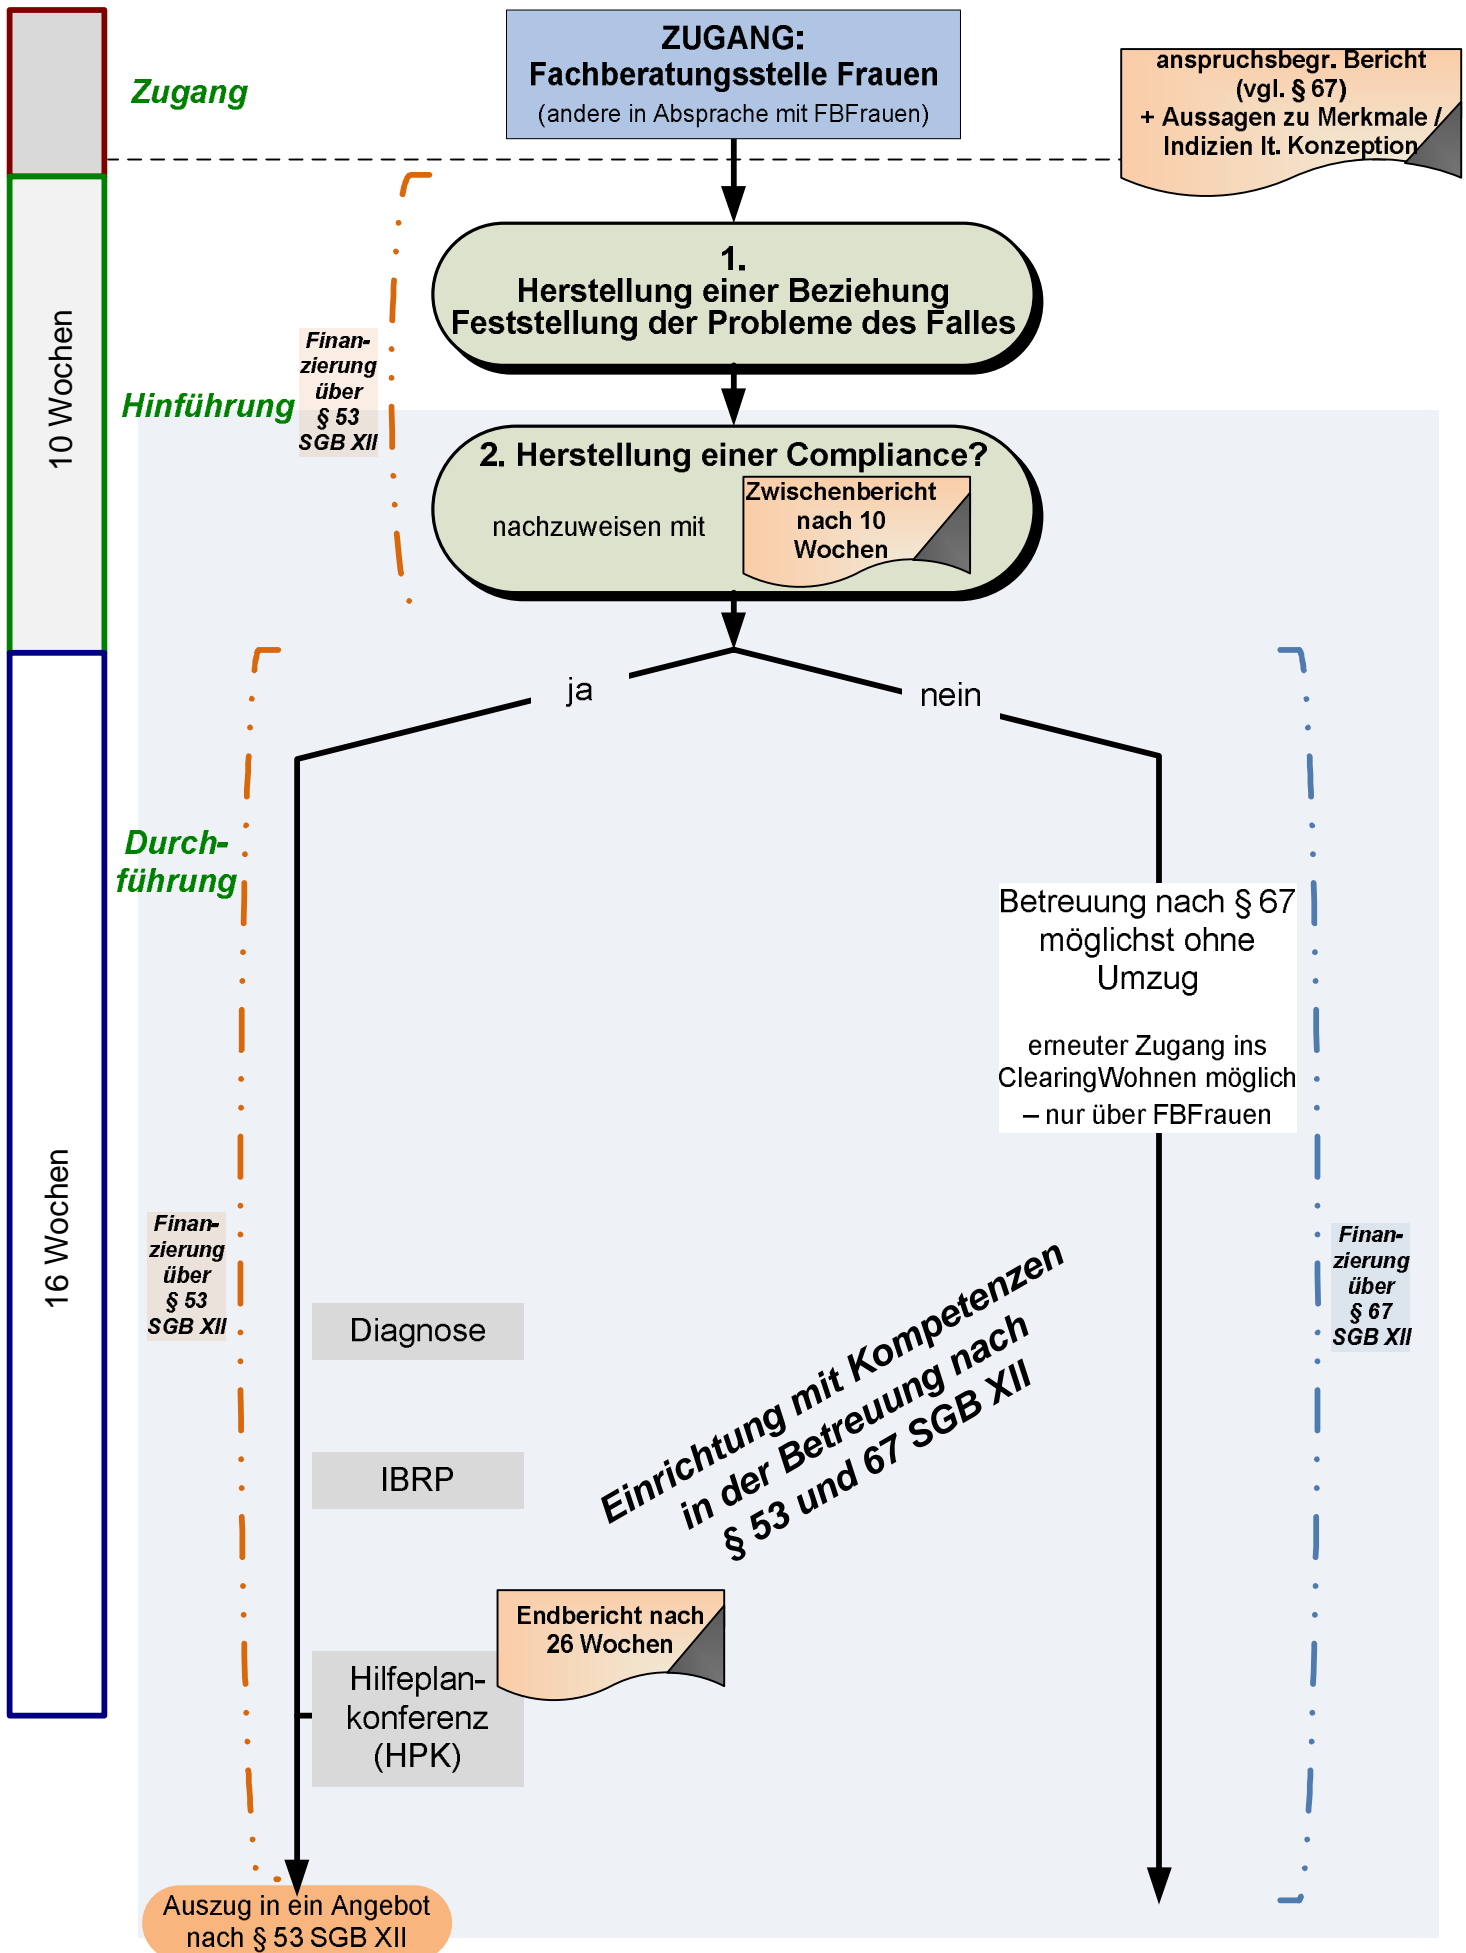 ZUGANG:
Fachberatungsstelle Frauen
(andere in Absprache mit FBFrauen)
anspruchsbegr. Bericht
(vgl. § 67)
+ Aussagen zu Merkmale /
Indizien lt. Konzeption
Zugang
1.
Herstellung einer Beziehung
Feststellung der Probleme des Falles
10 Wochen
Hinführung
Finan-
zierung
über
§ 53
SGB XII
2. Herstellung einer Compliance?
nachzuweisen mit
Zwischenbericht
nach 10
Wochen
ja
nein
Durch-
führung
Betreuung nach § 67
möglichst ohne
Umzug
erneuter Zugang ins
ClearingWohnen möglich
– nur über FBFrauen
16 Wochen
Finan-
zierung
über
§ 53
SGB XII
Finan-
zierung
über
§ 67
SGB XII
Diagnose
Einrichtung mit Kompetenzen
in der Betreuung nach
§ 53 und 67 SGB XII
IBRP
Endbericht nach
26 Wochen
Hilfeplan-
konferenz
(HPK)
Auszug in ein Angebot
nach § 53 SGB XII